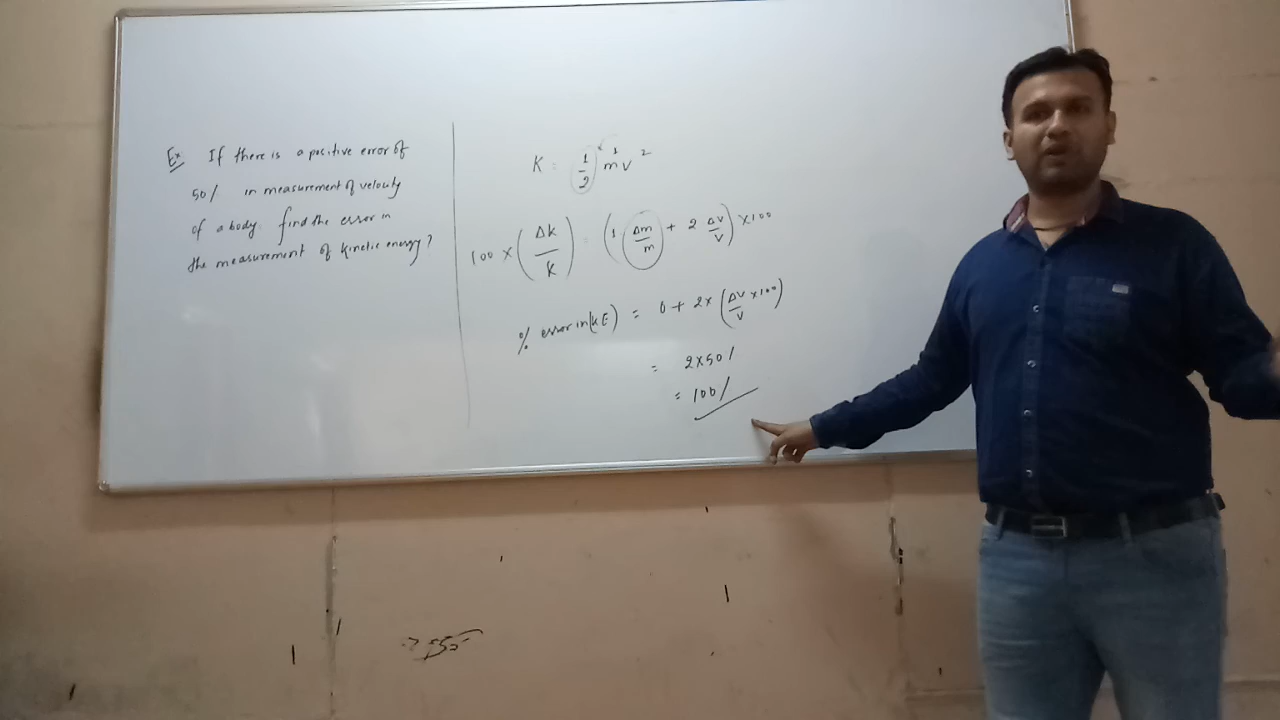 Ex If there is a positive error of
50% in measurement of velocity
of a body. find the error in
the measurement of kinetic energy?
K = 1/2 m¹ v²
100 × (Δk/k) = (1 Δm/m + 2 Δv/v) × 100
% error in (kE) = 0 + 2 × (Δv/v × 100)
= 2×50%
= 100%